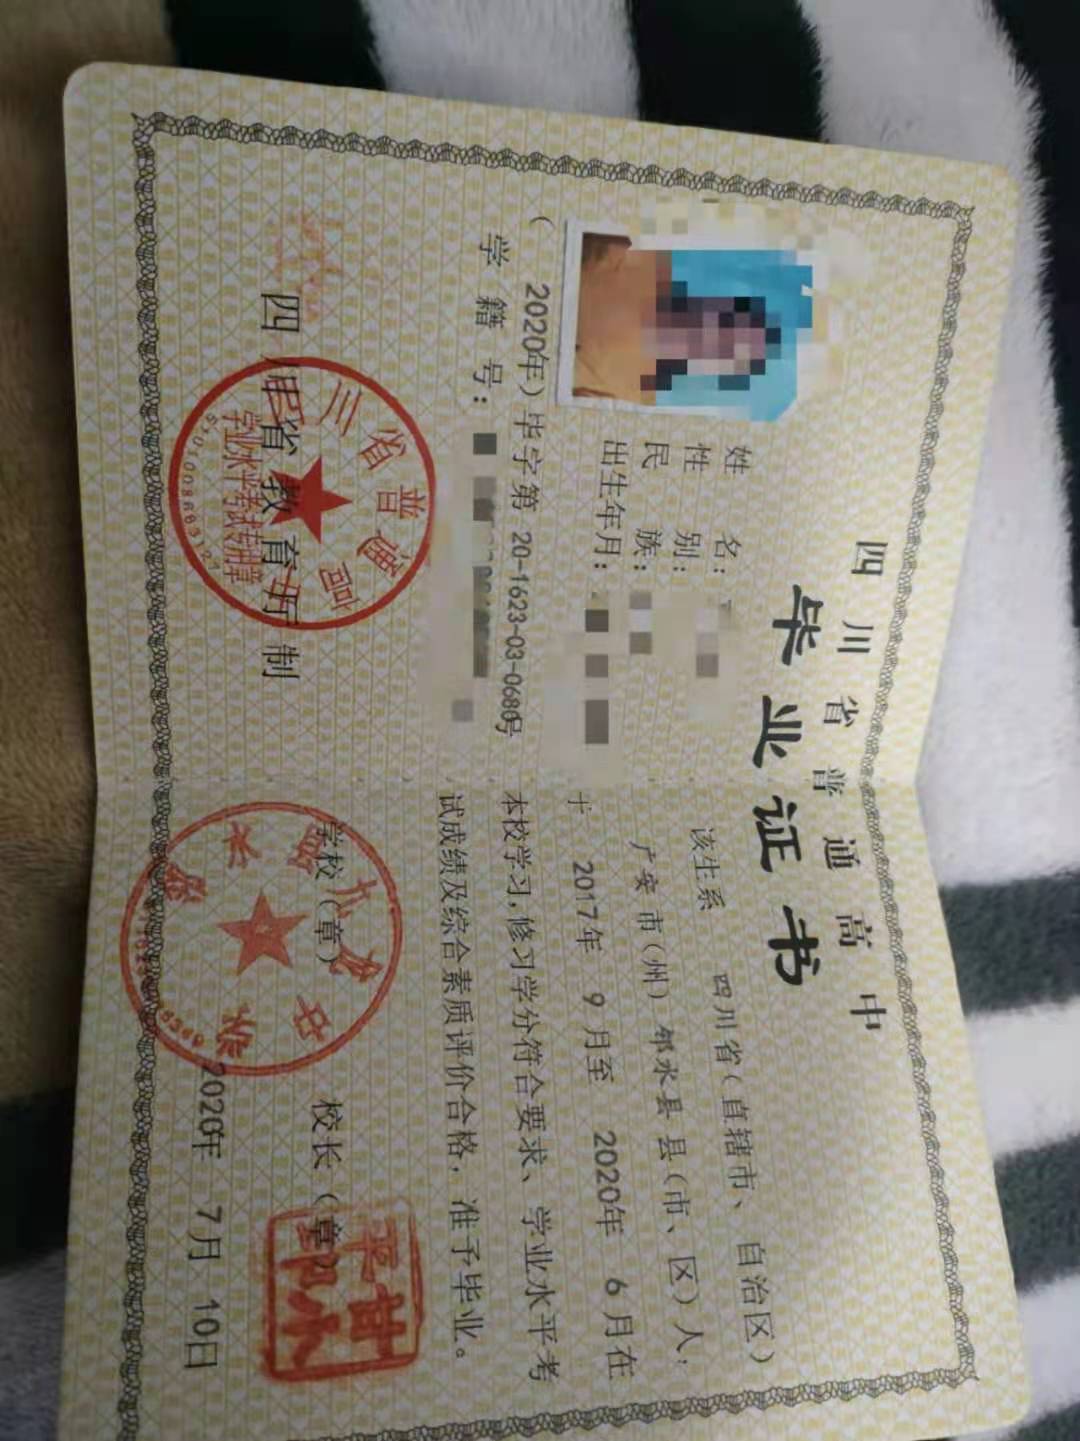 四川省普通高中
毕业证书
姓名：
性别：
民族：
出生年月：
（2020年）毕字第 20-1623-03-0680号
学籍号：
四川省教育厅制
该生系 四川省（直辖市、自治区）
广安市（州）邻水县县（市、区）人，
于 2017年 9月至 2020年 6月在
本校学习，修习学分符合要求、学业水平考
试成绩及综合素质评价合格，准予毕业。
学校（章） 校长（章）
2020年 7月 10日